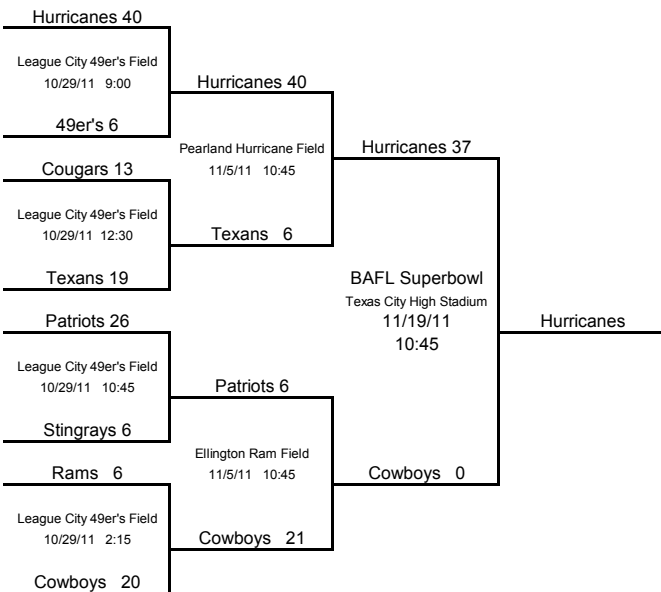 Hurricanes 40
League City 49er's Field
10/29/11 9:00
49er's 6
Hurricanes 40
Pearland Hurricane Field
11/5/11 10:45
Cougars 13
League City 49er's Field
10/29/11 12:30
Texans 19
Texans 6
Hurricanes 37
BAFL Superbowl
Texas City High Stadium
11/19/11
10:45
Hurricanes
Patriots 26
League City 49er's Field
10/29/11 10:45
Stingrays 6
Patriots 6
Ellington Ram Field
11/5/11 10:45
Cowboys 0
Rams 6
League City 49er's Field
10/29/11 2:15
Cowboys 20
Cowboys 21